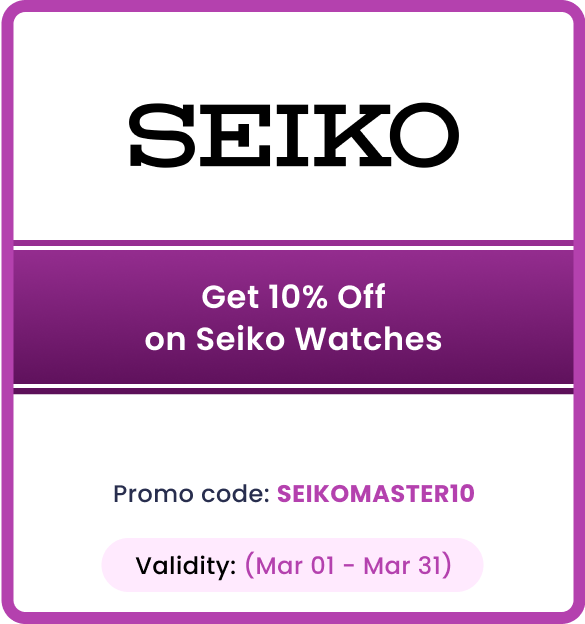 SEIKO
Get 10% Off
on Seiko Watches
Promo code: SEIKOMASTER10
Validity: (Mar 01 - Mar 31)